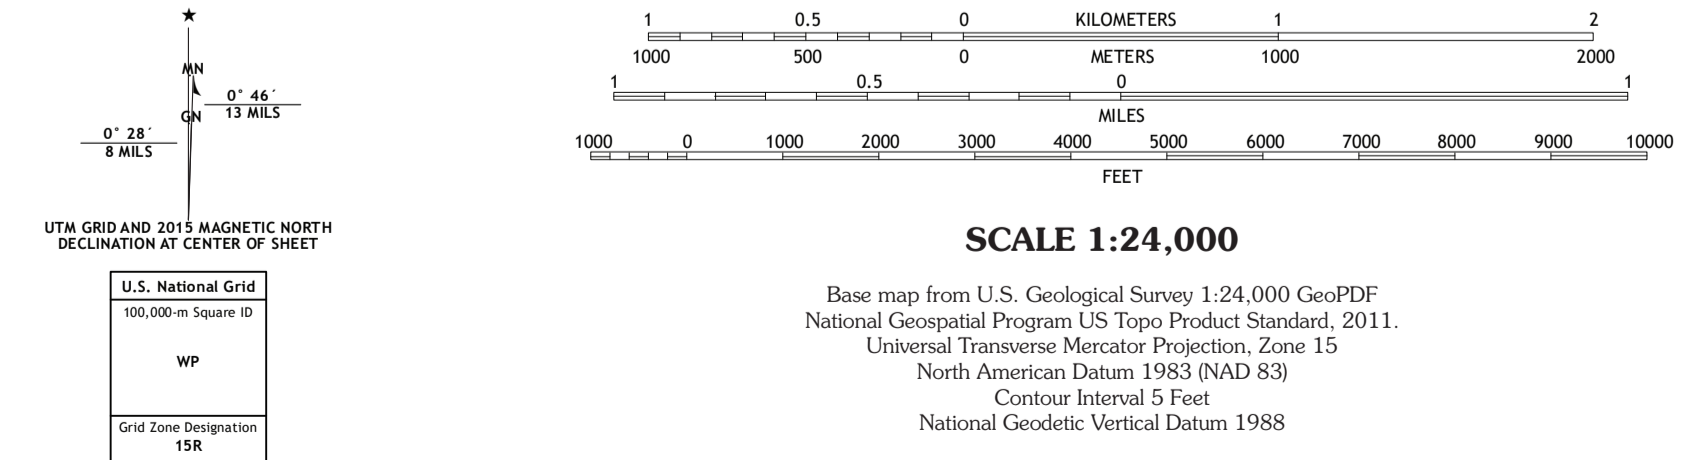 ★
MN
0° 46´
13 MILS
GN
0° 28´
8 MILS
UTM GRID AND 2015 MAGNETIC NORTH
DECLINATION AT CENTER OF SHEET
U.S. National Grid
100,000-m Square ID
WP
Grid Zone Designation
15R
1 0.5 0 KILOMETERS 1 2
1000 500 0 METERS 1000 2000
1 0.5 0 1
MILES
1000 0 1000 2000 3000 4000 5000 6000 7000 8000 9000 10000
FEET
SCALE 1:24,000
Base map from U.S. Geological Survey 1:24,000 GeoPDF
National Geospatial Program US Topo Product Standard, 2011.
Universal Transverse Mercator Projection, Zone 15
North American Datum 1983 (NAD 83)
Contour Interval 5 Feet
National Geodetic Vertical Datum 1988